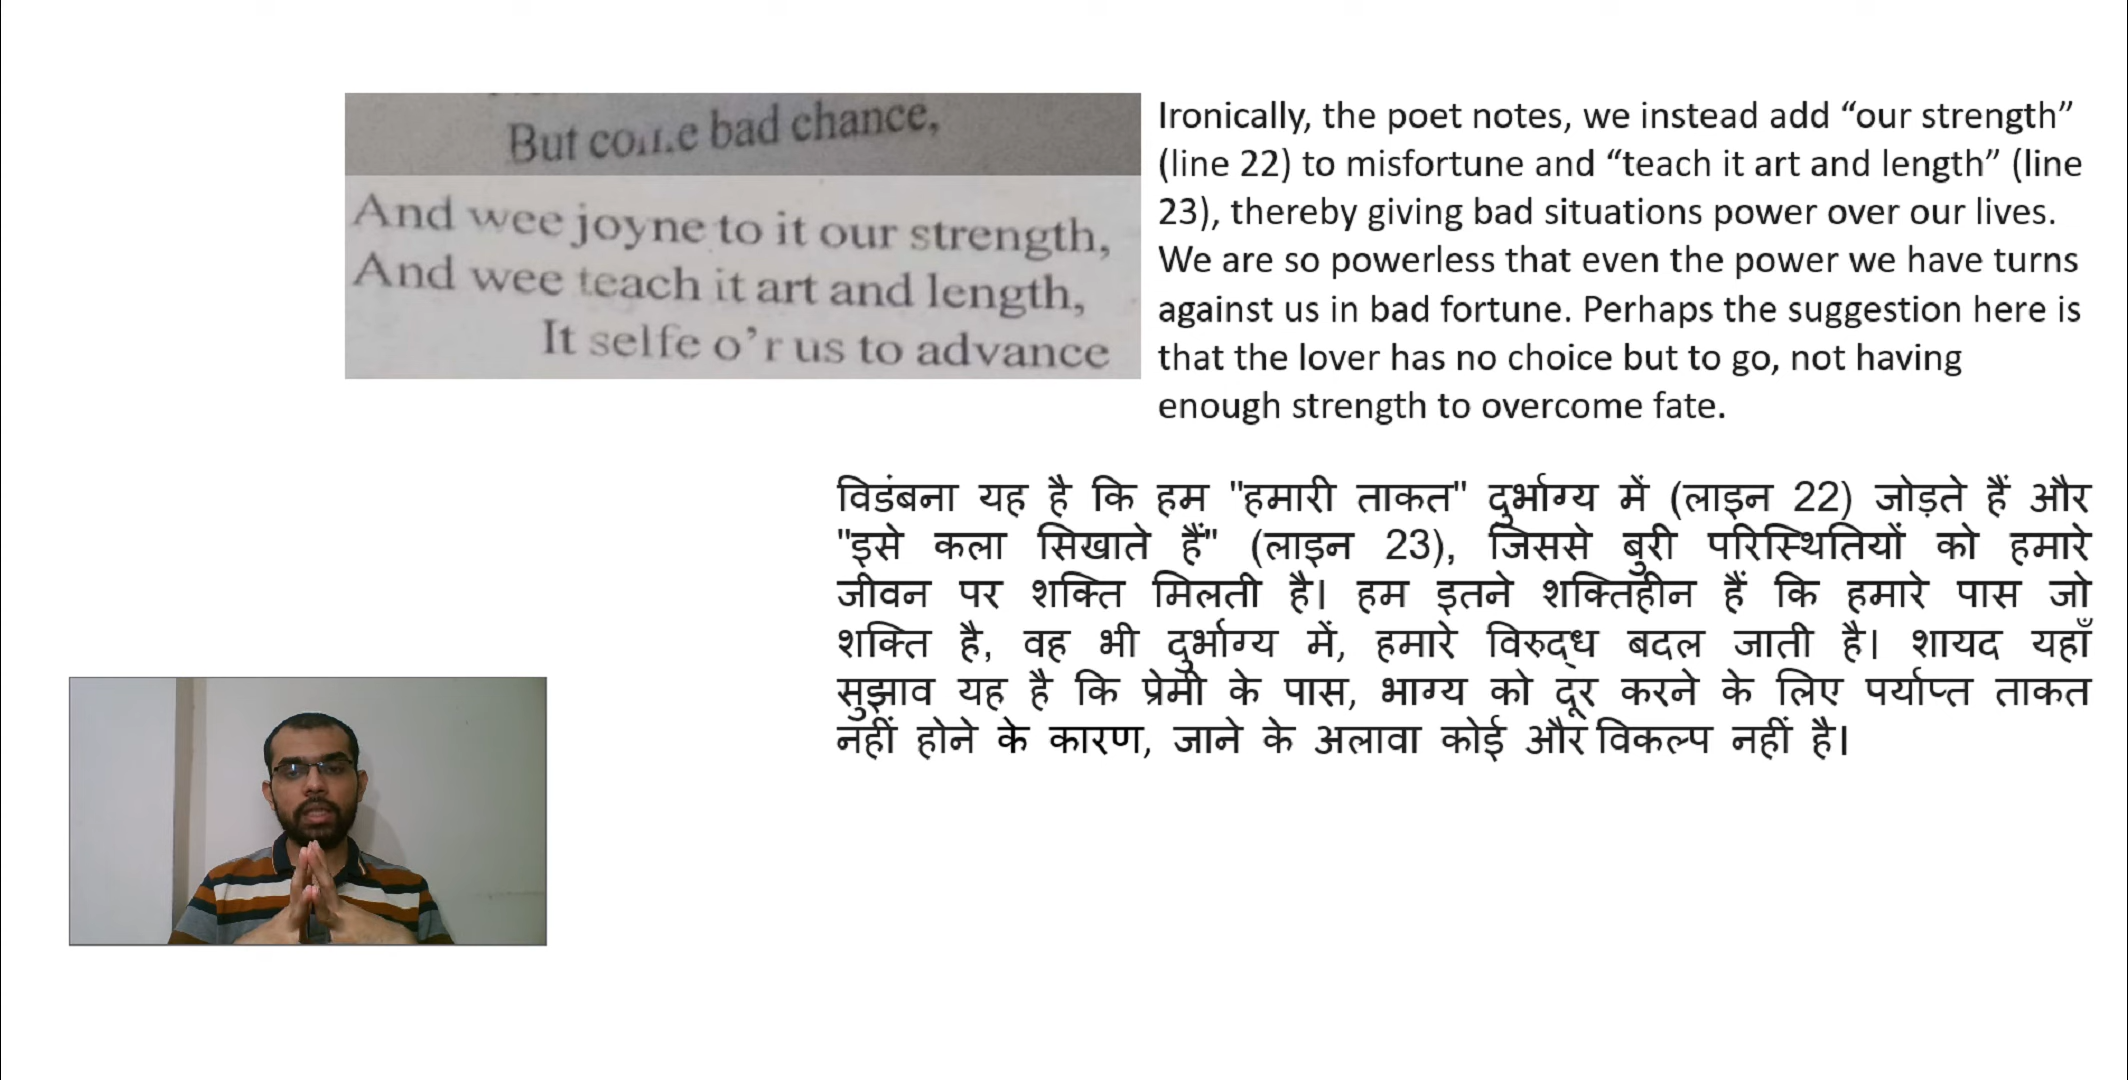 But come bad chance,
And wee joyne to it our strength,
And wee teach it art and length,
It selfe o’r us to advance
Ironically, the poet notes, we instead add “our strength”
(line 22) to misfortune and “teach it art and length” (line
23), thereby giving bad situations power over our lives.
We are so powerless that even the power we have turns
against us in bad fortune. Perhaps the suggestion here is
that the lover has no choice but to go, not having
enough strength to overcome fate.
विडंबना यह है कि हम "हमारी ताकत" दुर्भाग्य में (लाइन 22) जोड़ते हैं और
"इसे कला सिखाते हैं" (लाइन 23), जिससे बुरी परिस्थितियों को हमारे
जीवन पर शक्ति मिलती है। हम इतने शक्तिहीन हैं कि हमारे पास जो
शक्ति है, वह भी दुर्भाग्य में, हमारे विरुद्ध बदल जाती है। शायद यहाँ
सुझाव यह है कि प्रेमी के पास, भाग्य को दूर करने के लिए पर्याप्त ताकत
नहीं होने के कारण, जाने के अलावा कोई और विकल्प नहीं है।